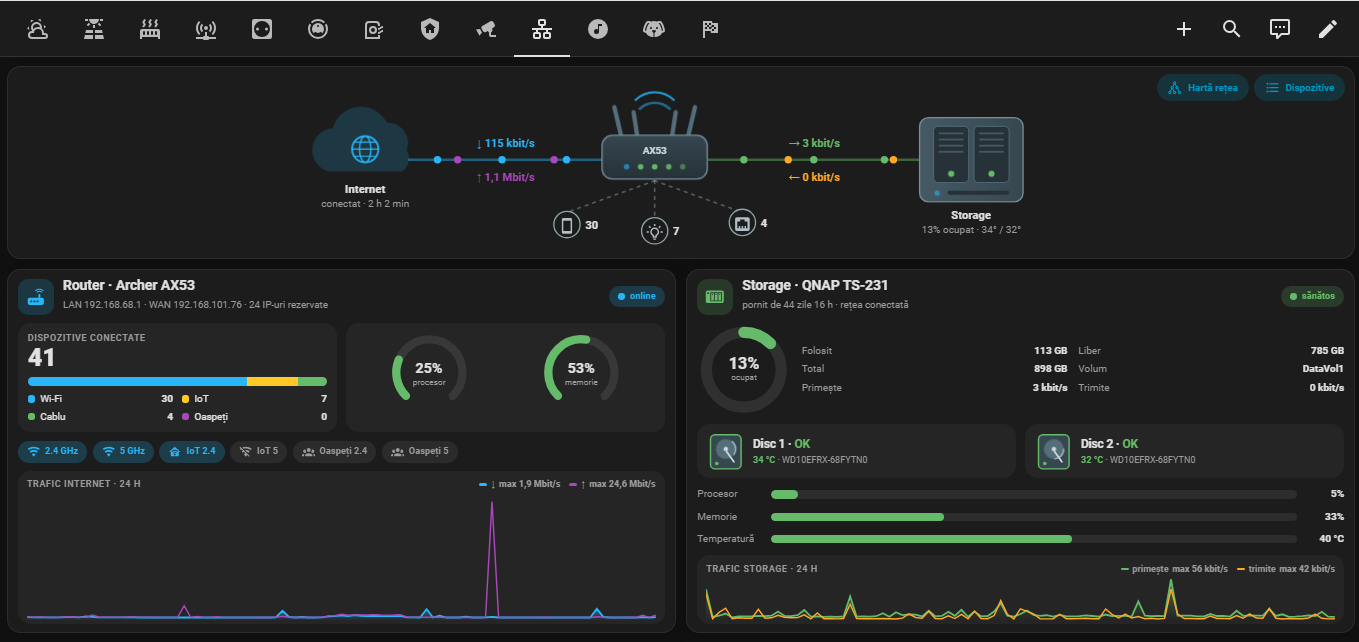 Hartă rețea
Dispozitive
↓ 115 kbit/s
↑ 1,1 Mbit/s
AX53
→ 3 kbit/s
← 0 kbit/s
Internet
conectat · 2 h 2 min
30
7
4
Storage
13% ocupat · 34° / 32°
Router · Archer AX53
LAN 192.168.68.1 · WAN 192.168.101.76 · 24 IP-uri rezervate
online
DISPOZITIVE CONECTATE
41
Wi-Fi 30
IoT 7
Cablu 4
Oaspeți 0
25%
procesor
53%
memorie
2.4 GHz
5 GHz
IoT 2.4
IoT 5
Oaspeți 2.4
Oaspeți 5
TRAFIC INTERNET · 24 H
↓ max 1,9 Mbit/s
↑ max 24,6 Mbit/s
Storage · QNAP TS-231
pornit de 44 zile 16 h · rețea conectată
sănătos
13%
ocupat
Folosit 113 GB
Liber 785 GB
Total 898 GB
Volum DataVol1
Primește 3 kbit/s
Trimite 0 kbit/s
Disc 1 · OK
34 °C · WD10EFRX-68FYTN0
Disc 2 · OK
32 °C · WD10EFRX-68FYTN0
Procesor 5%
Memorie 33%
Temperatură 40 °C
TRAFIC STORAGE · 24 H
primește max 56 kbit/s
trimite max 42 kbit/s